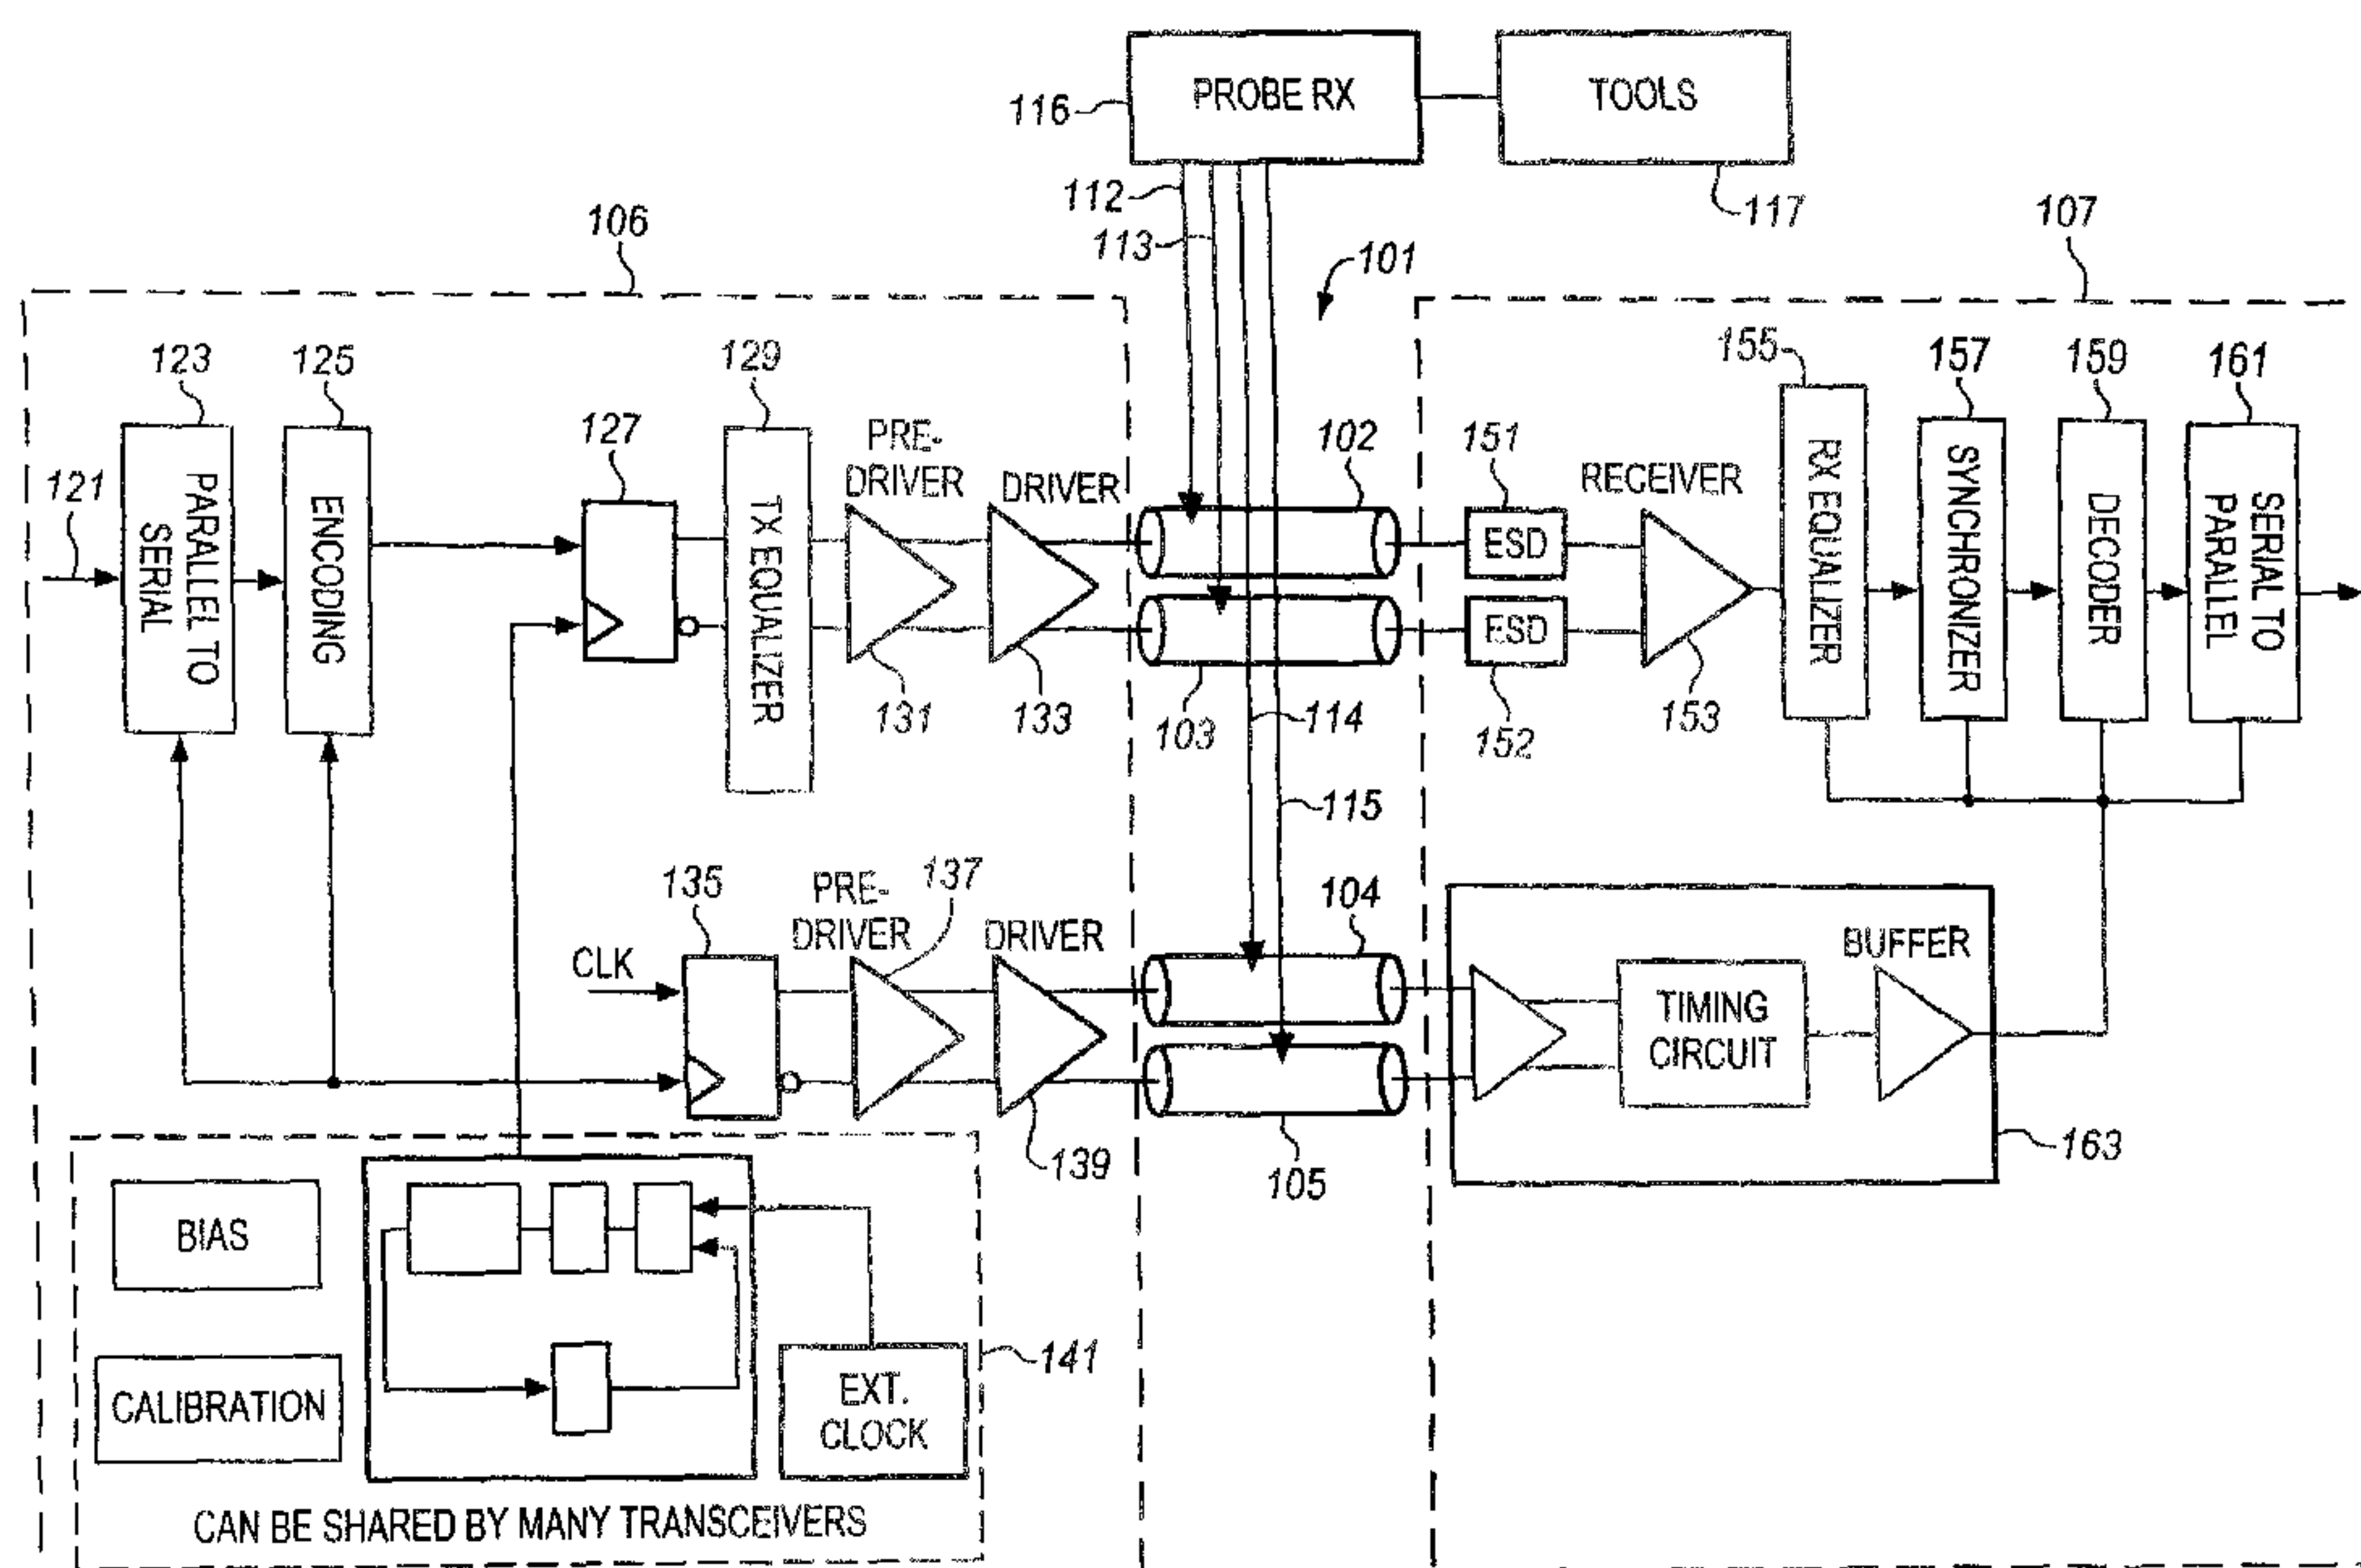 PROBE RX
TOOLS
116
112
113
117
106
101
107
123
125
129
155
157
159
161
127
PRE-
DRIVER
DRIVER
102
151
RECEIVER
121
PARALLEL TO
SERIAL
ENCODING
TX EQUALIZER
ESD
ESD
RX EQUALIZER
SYNCHRONIZER
DECODER
SERIAL TO
PARALLEL
131
133
103
114
152
153
115
135
PRE-
DRIVER
137
DRIVER
104
CLK
BUFFER
TIMING
CIRCUIT
139
105
163
BIAS
CALIBRATION
EXT.
CLOCK
141
CAN BE SHARED BY MANY TRANSCEIVERS